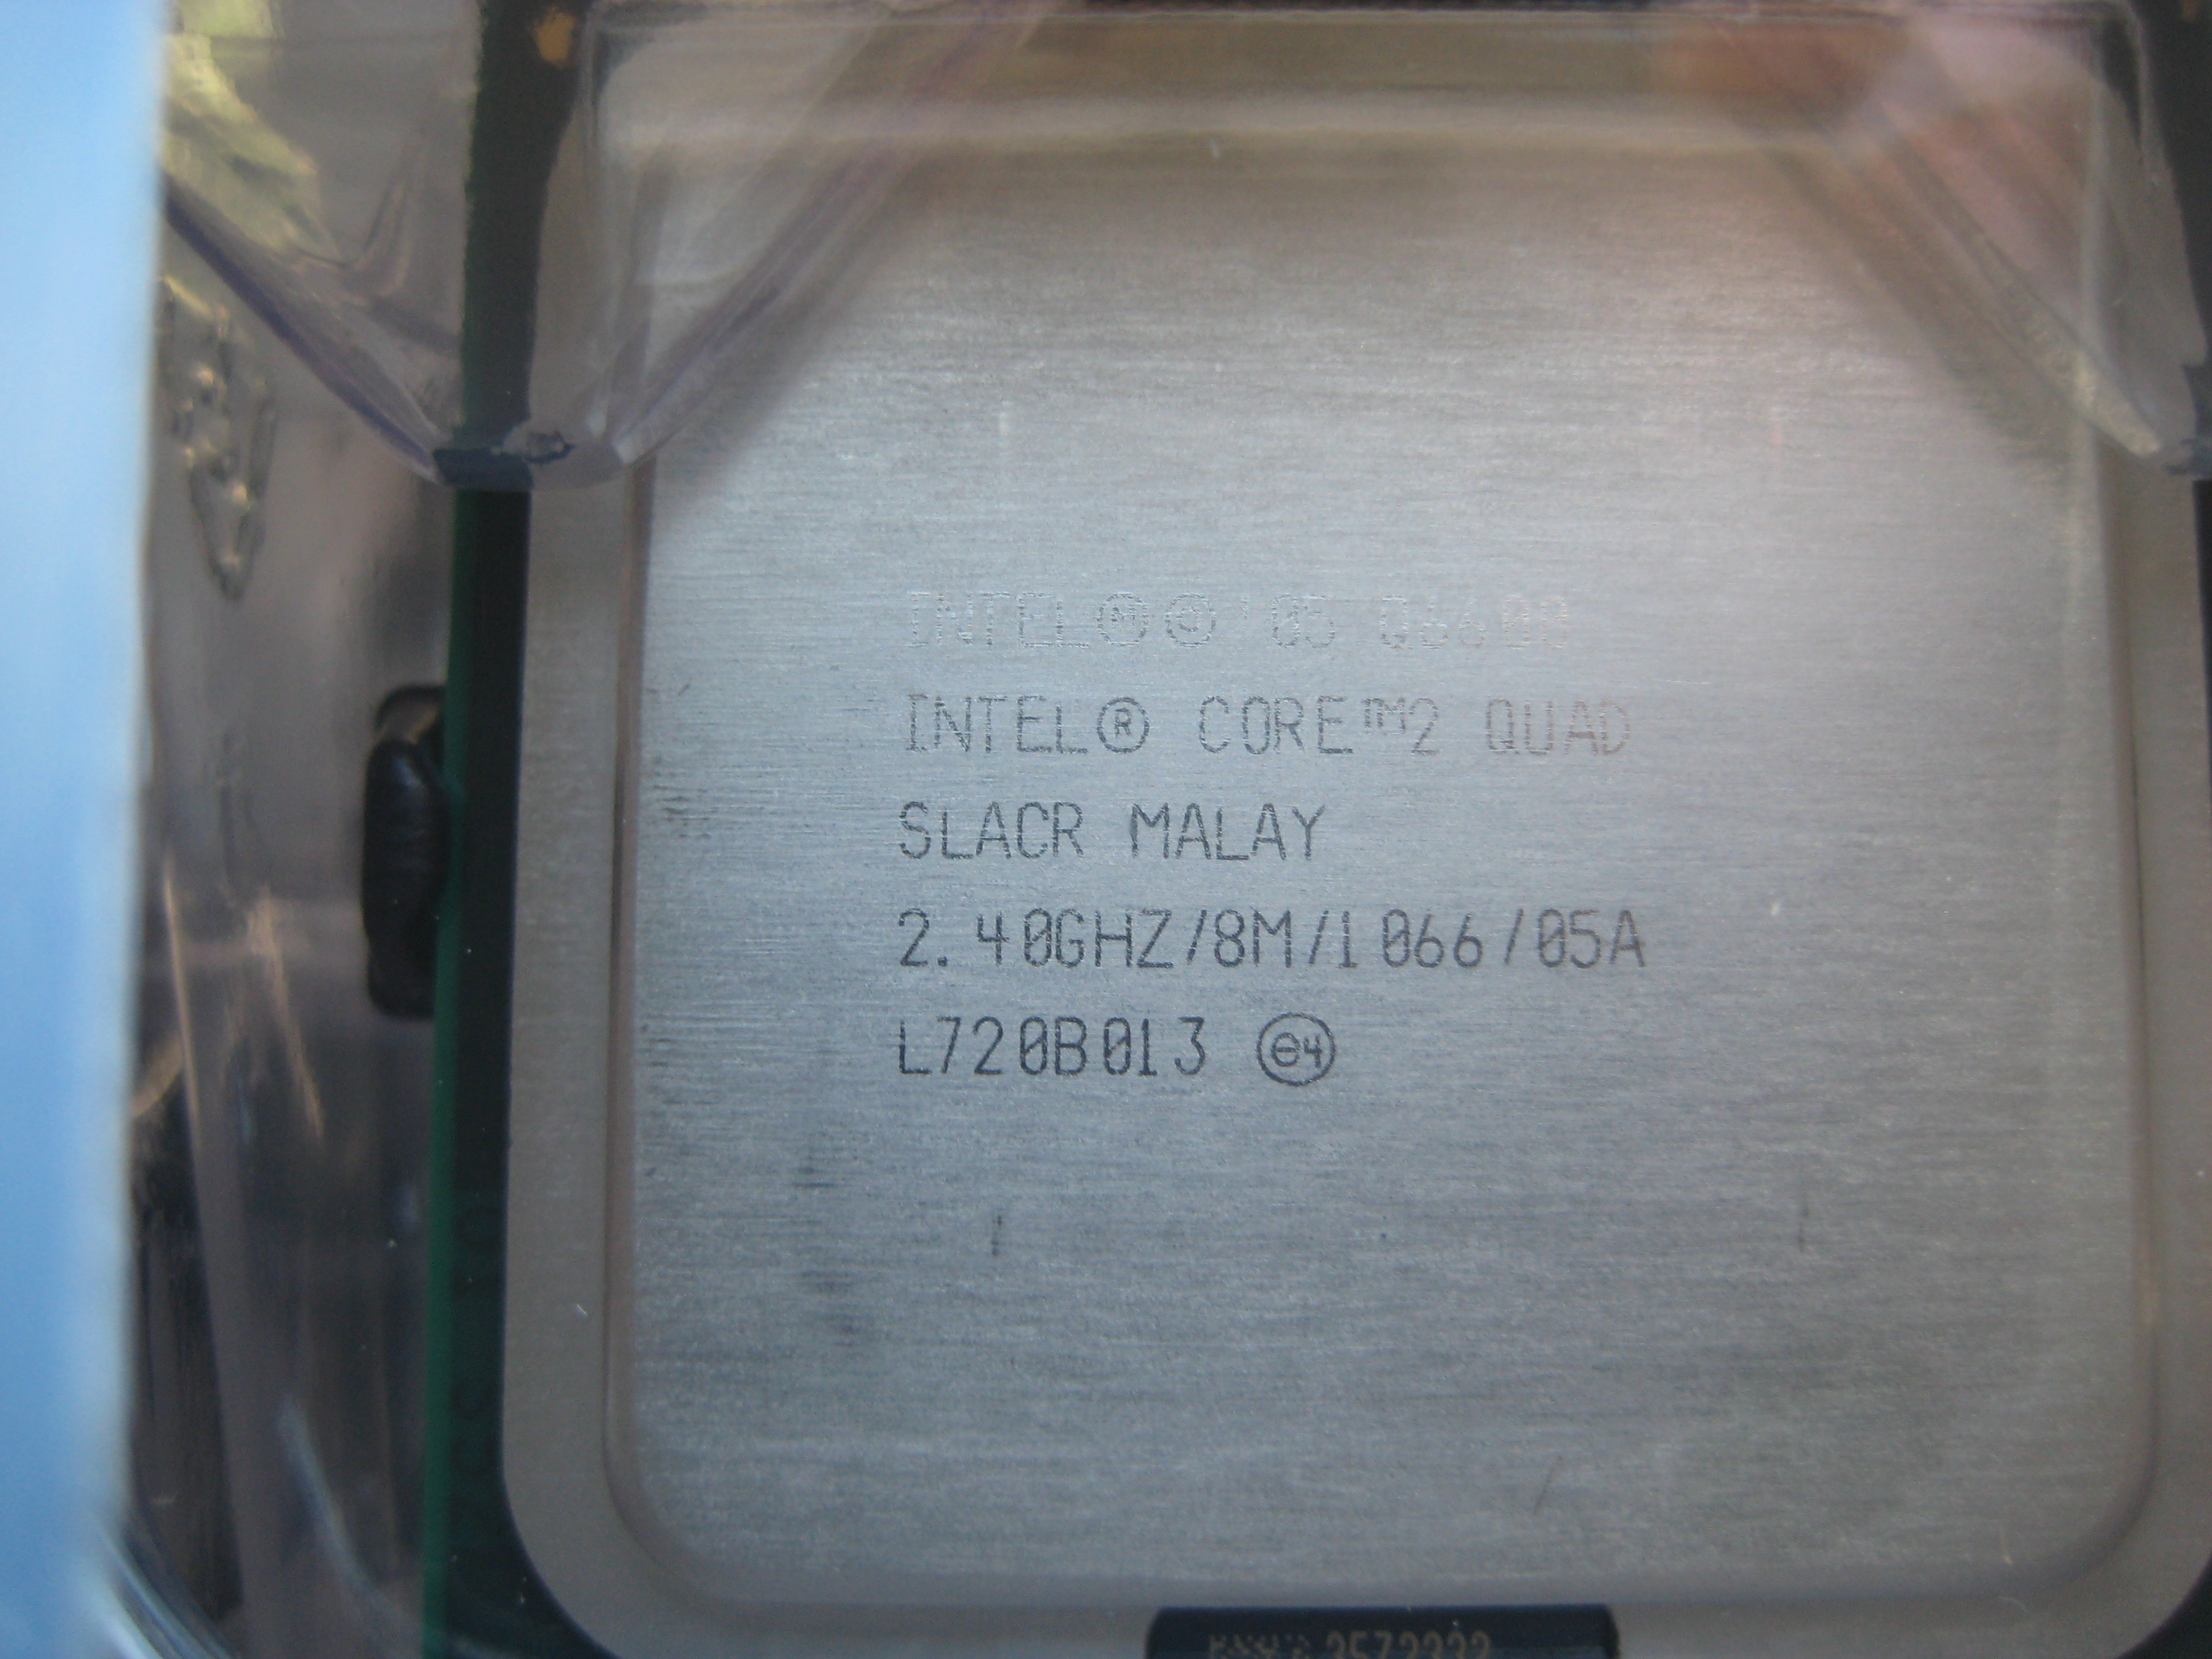 INTEL Ⓜ © '05 Q6600
INTEL® CORE™2 QUAD
SLACR MALAY
2.40GHZ/8M/1066/05A
L720B013 e4